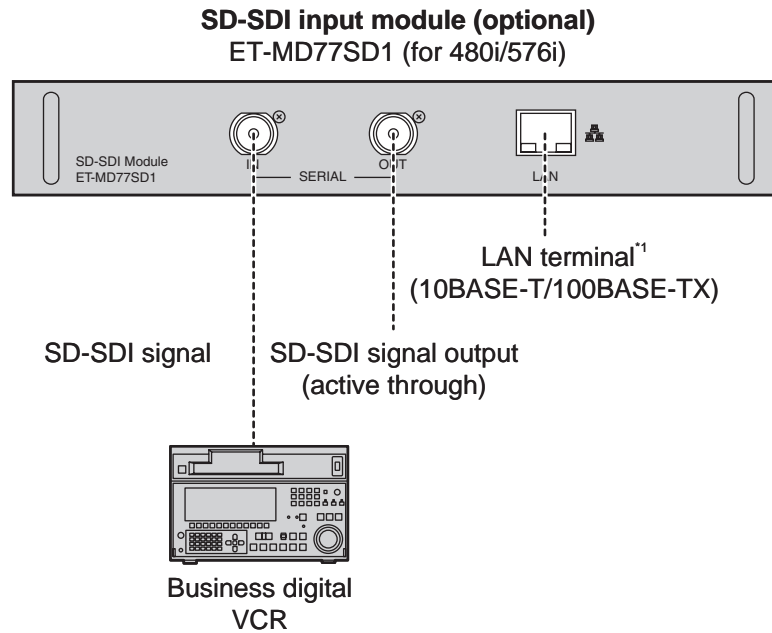 SD-SDI input module (optional)
ET-MD77SD1 (for 480i/576i)
SD-SDI Module
ET-MD77SD1
IN
SERIAL
OUT
LAN
LAN terminal*1
(10BASE-T/100BASE-TX)
SD-SDI signal
SD-SDI signal output
(active through)
Business digital
VCR